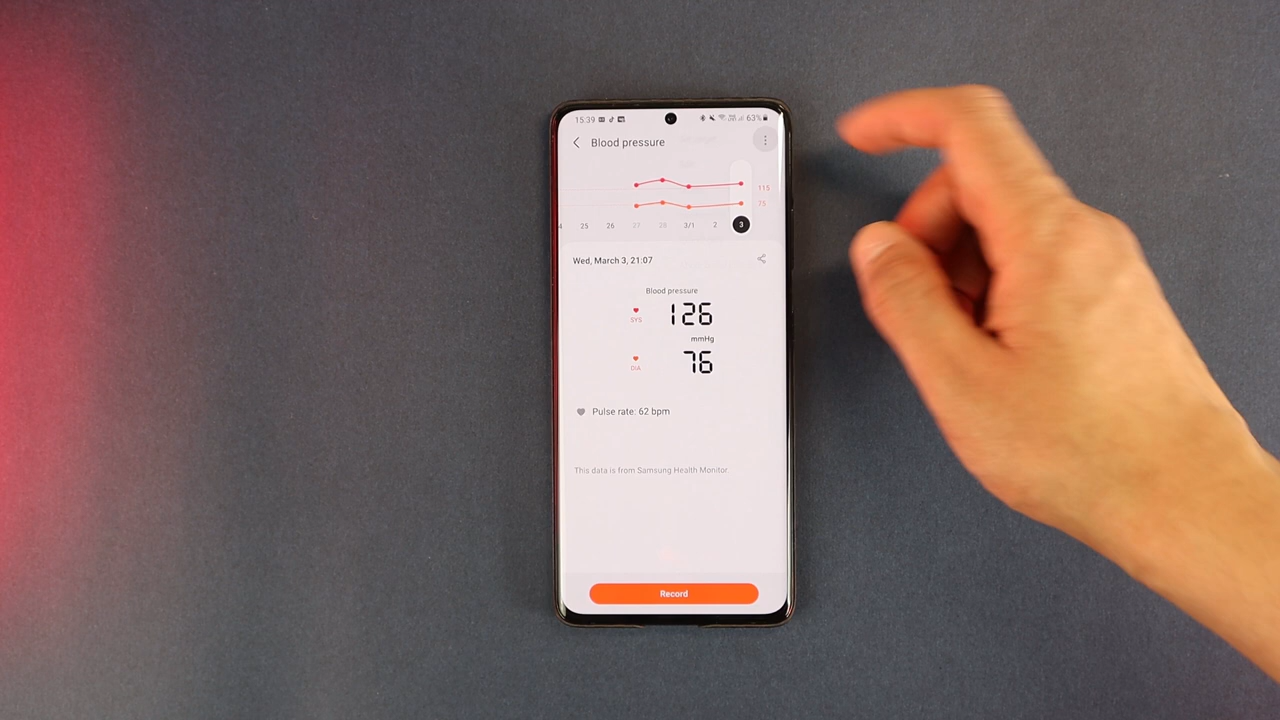 15:39 63%
Blood pressure
115
75
4 25 26 27 28 3/1 2 3
Wed, March 3, 21:07
Blood pressure
SYS 126
mmHg
DIA 76
Pulse rate: 62 bpm
This data is from Samsung Health Monitor.
Record